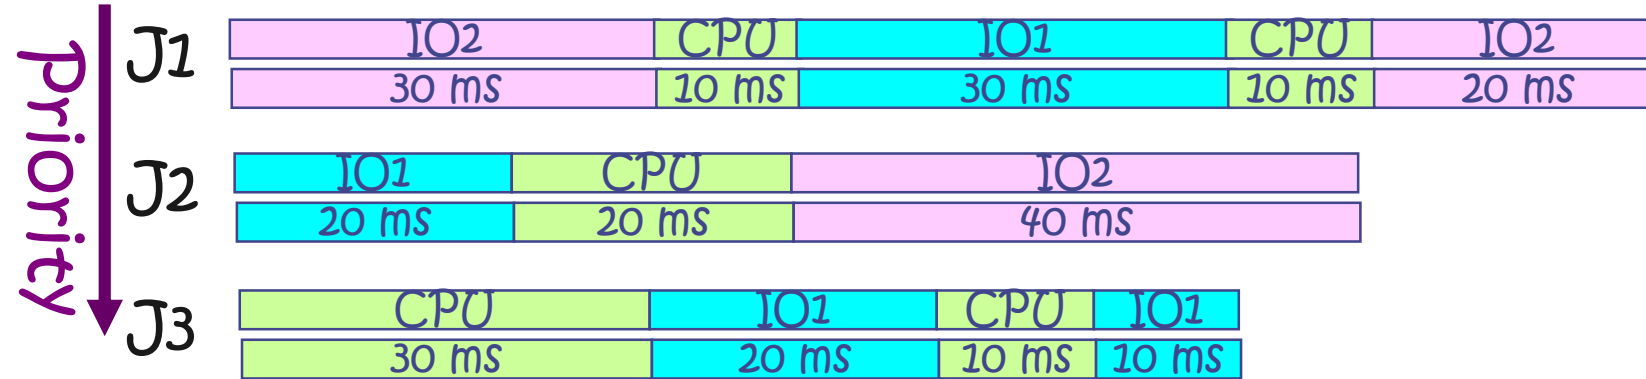 Priority
J1
IO2 CPU IO1 CPU IO2
30 ms 10 ms 30 ms 10 ms 20 ms
J2
IO1 CPU IO2
20 ms 20 ms 40 ms
J3
CPU IO1 CPU IO1
30 ms 20 ms 10 ms 10 ms